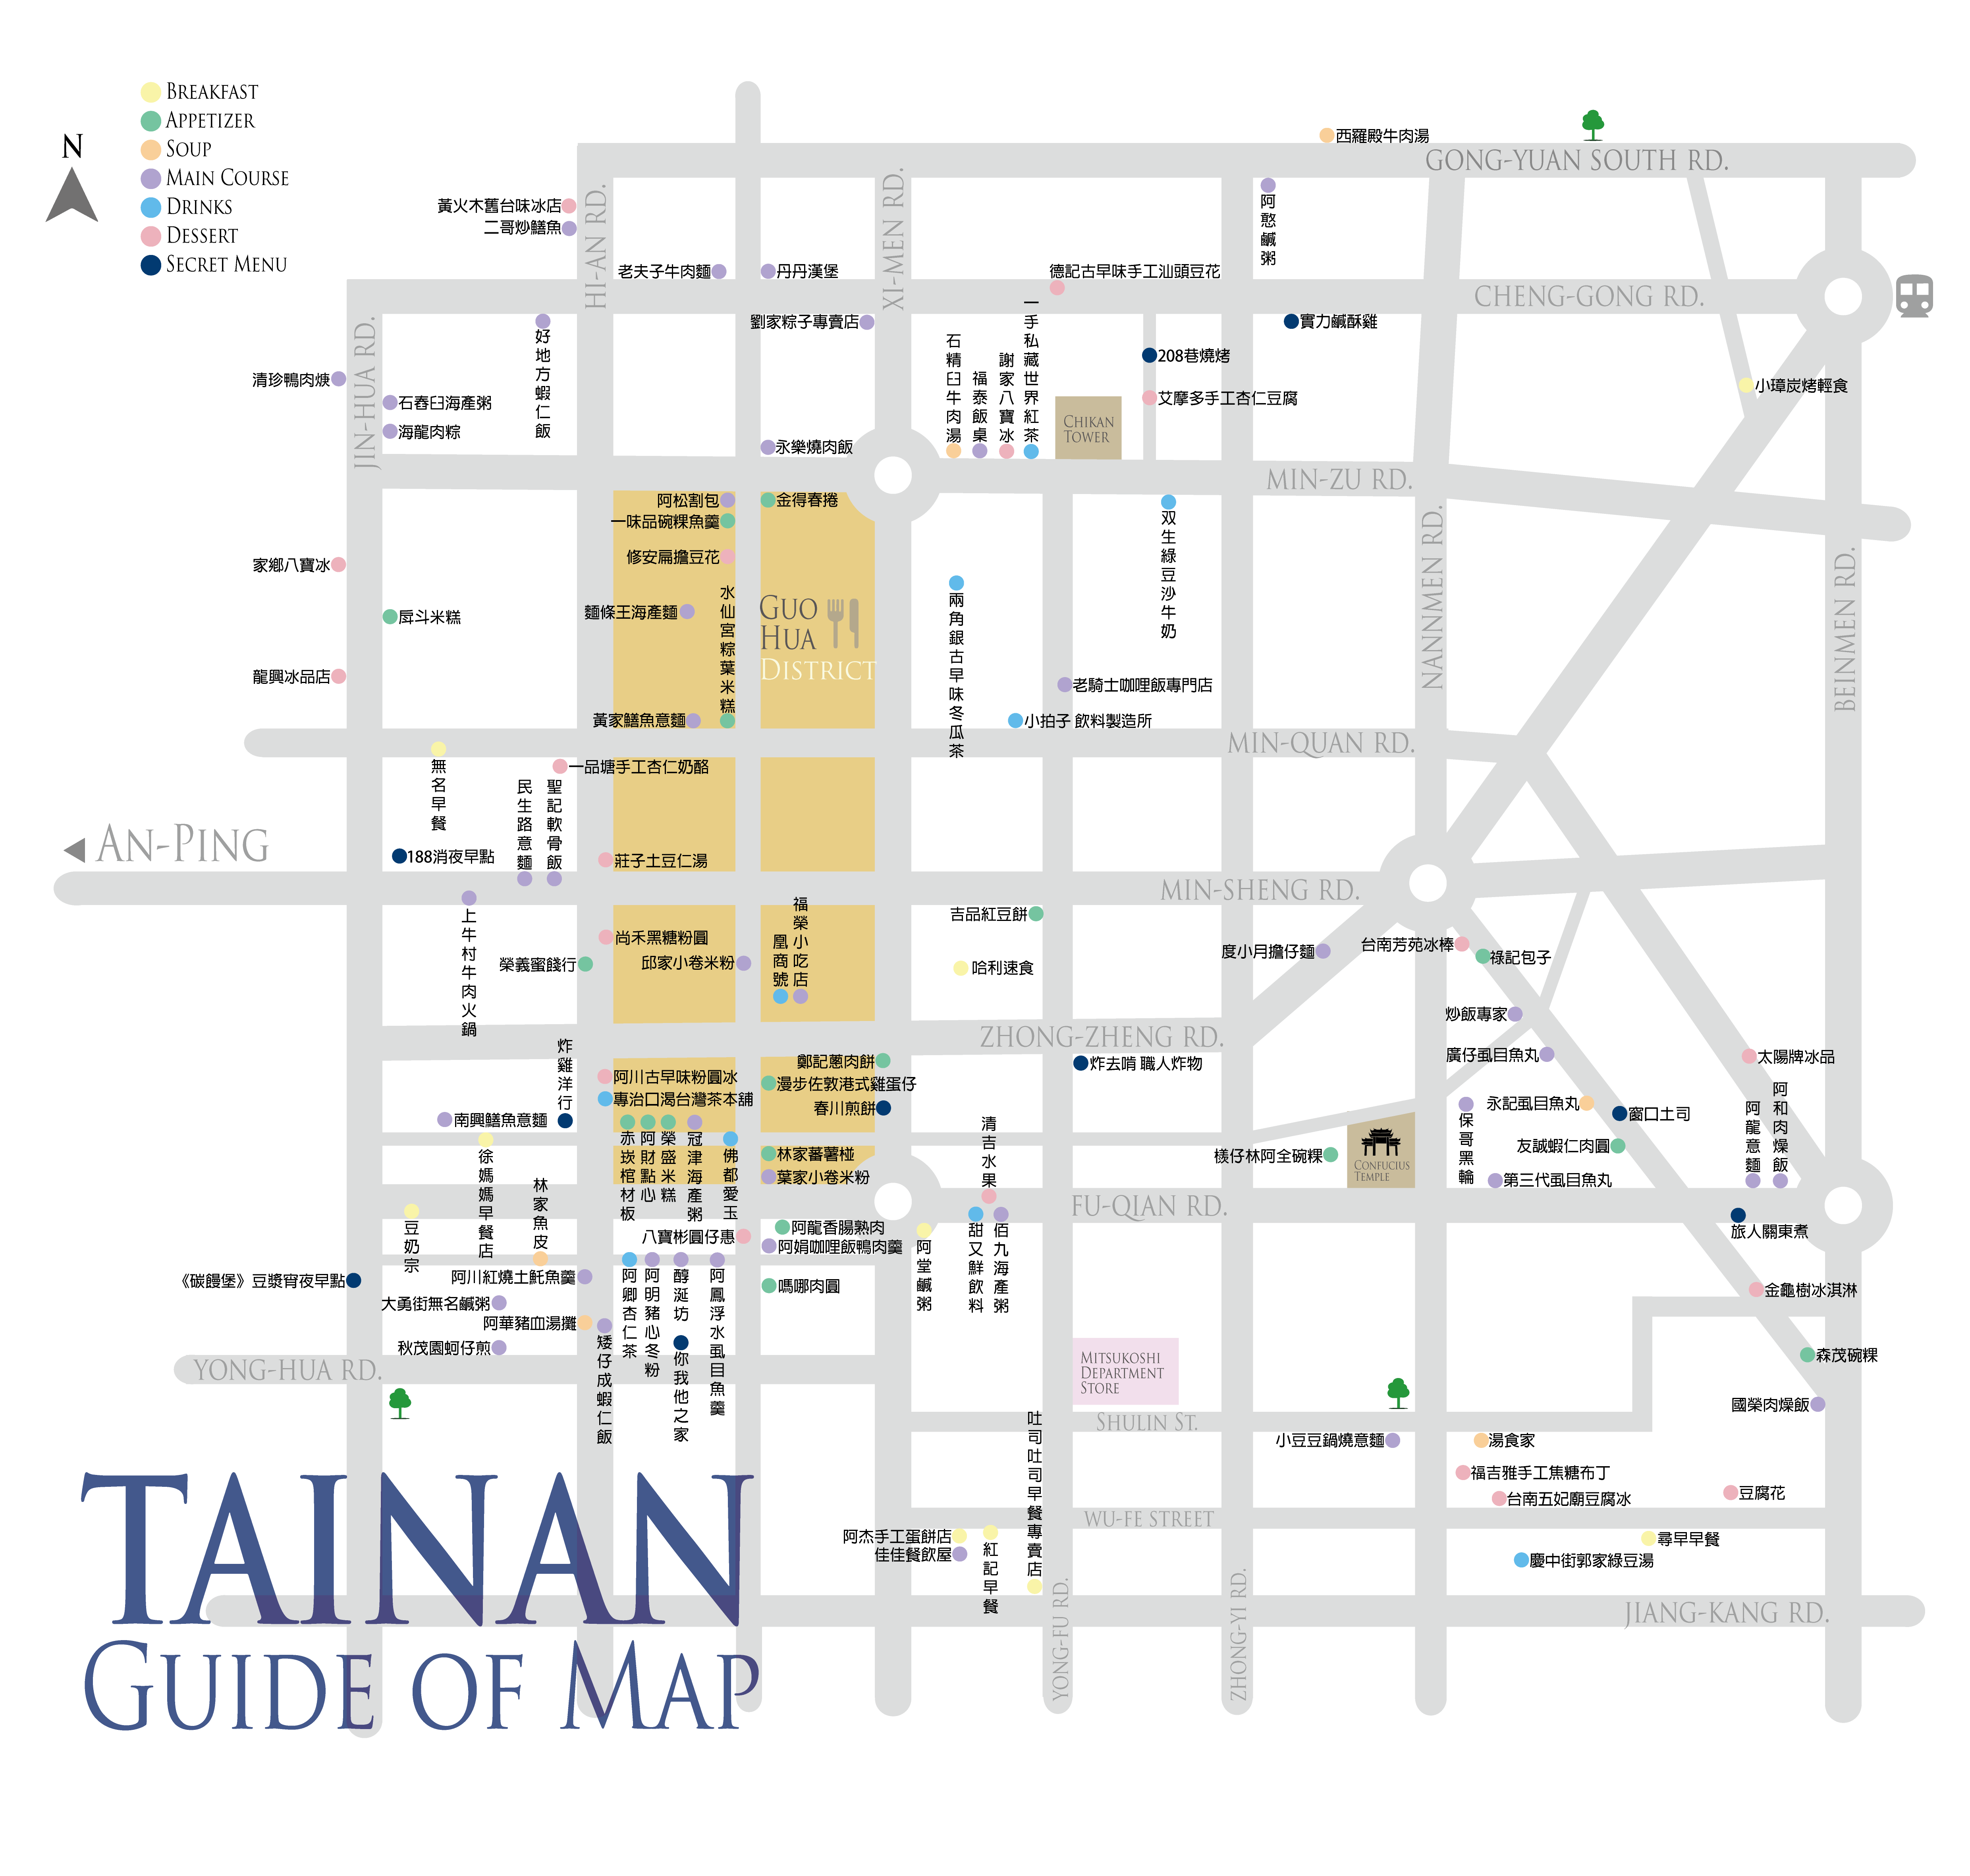 BREAKFAST
APPETIZER
SOUP
MAIN COURSE
DRINKS
DESSERT
SECRET MENU
N
西羅殿牛肉湯
GONG-YUAN SOUTH RD.
阿憨鹹粥
黃火木舊台味冰店
二哥炒鱔魚
HI-AN RD.
XI-MEN RD.
老夫子牛肉麵
丹丹漢堡
德記古早味手工汕頭豆花
CHENG-GONG RD.
劉家粽子專賣店
實力鹹酥雞
JIN-HUA RD.
好地方蝦仁飯
清珍鴨肉焿
石舂臼海產粥
海龍肉粽
永樂燒肉飯
石精臼牛肉湯
福泰飯桌
謝家八寶冰
一手私藏世界紅茶
CHIKAN
TOWER
208巷燒烤
艾摩多手工杏仁豆腐
小璋炭烤輕食
MIN-ZU RD.
阿松割包
金得春捲
一味品碗粿魚羹
修安扁擔豆花
双生綠豆沙牛奶
NANNMEN RD.
BEINMEN RD.
家鄉八寶冰
戽斗米糕
龍興冰品店
麵條王海產麵
水仙宮粽葉米糕
GUO
HUA
DISTRICT
兩角銀古早味冬瓜茶
老騎士咖哩飯專門店
黃家鱔魚意麵
小拍子 飲料製造所
MIN-QUAN RD.
無名早餐
一品塘手工杏仁奶酪
民生路意麵
聖記軟骨飯
AN-PING
188消夜早點
莊子土豆仁湯
MIN-SHENG RD.
上牛村牛肉火鍋
尚禾黑糖粉圓
榮義蜜餞行
邱家小卷米粉
凰商號
福榮小吃店
吉品紅豆餅
哈利速食
度小月擔仔麵
台南芳苑冰棒
祿記包子
炒飯專家
ZHONG-ZHENG RD.
炸雞洋行
鄭記蔥肉餅
炸去啃 職人炸物
廣仔虱目魚丸
太陽牌冰品
阿川古早味粉圓冰
漫步佐敦港式雞蛋仔
專治口渴台灣茶本舖
春川煎餅
南興鱔魚意麵
永記虱目魚丸
窗口土司
保哥黑輪
友誠蝦仁肉圓
第三代虱目魚丸
阿龍意麵
阿和肉燥飯
徐媽媽早餐店
赤崁棺材板
阿財點心
榮盛米糕
冠津海產粥
佛都愛玉
林家蕃薯椪
葉家小卷米粉
清吉水果
樣仔林阿全碗粿
CONFUCIUS
TEMPLE
林家魚皮
豆奶宗
FU-QIAN RD.
八寶彬圓仔惠
阿龍香腸熟肉
阿娟咖哩飯鴨肉羹
阿堂鹹粥
甜又鮮飲料
佰九海產粥
旅人關東煮
《碳饅堡》豆漿宵夜早點
阿川紅燒土魠魚羹
阿卿杏仁茶
阿明豬心冬粉
醇涎坊
阿鳳浮水虱目魚羹
嗎哪肉圓
金龜樹冰淇淋
大勇街無名鹹粥
阿華豬血湯攤
矮仔成蝦仁飯
秋茂園蚵仔煎
你我他之家
YONG-HUA RD.
MITSUKOSHI
DEPARTMENT
STORE
森茂碗粿
國榮肉燥飯
SHULIN ST.
小豆豆鍋燒意麵
湯食家
福吉雅手工焦糖布丁
台南五妃廟豆腐冰
豆腐花
吐司吐司早餐專賣店
WU-FE STREET
阿杰手工蛋餅店
佳佳餐飲屋
紅記早餐
尋早早餐
慶中街郭家綠豆湯
YONG-FU RD.
ZHONG-YI RD.
JIANG-KANG RD.
TAINAN
GUIDE OF MAP